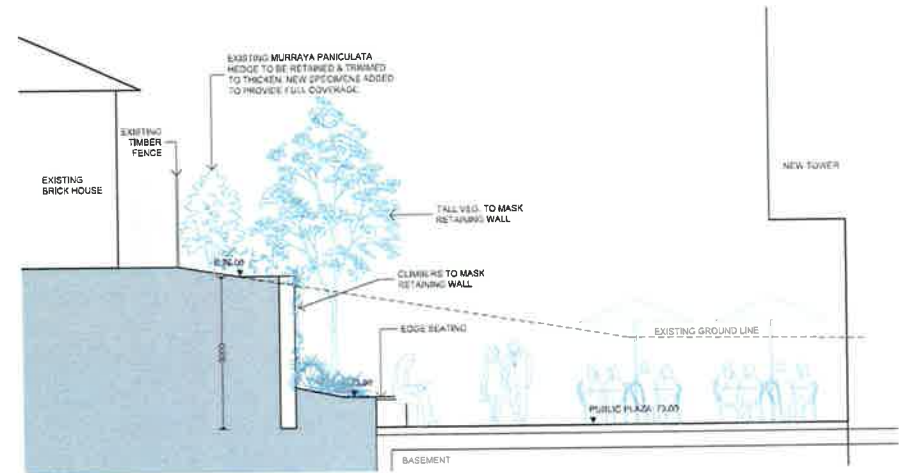 EXISTING MURRAYA PANICULATA
HEDGE TO BE RETAINED & TRIMMED
TO THICKEN. NEW SPECIMENS ADDED
TO PROVIDE FULL COVERAGE.
EXISTING
TIMBER
FENCE
EXISTING
BRICK HOUSE
NEW TOWER
TALL VEG. TO MASK
RETAINING WALL
CLIMBERS TO MASK
RETAINING WALL
EDGE SEATING
EXISTING GROUND LINE
PUBLIC PLAZA 73.00
BASEMENT